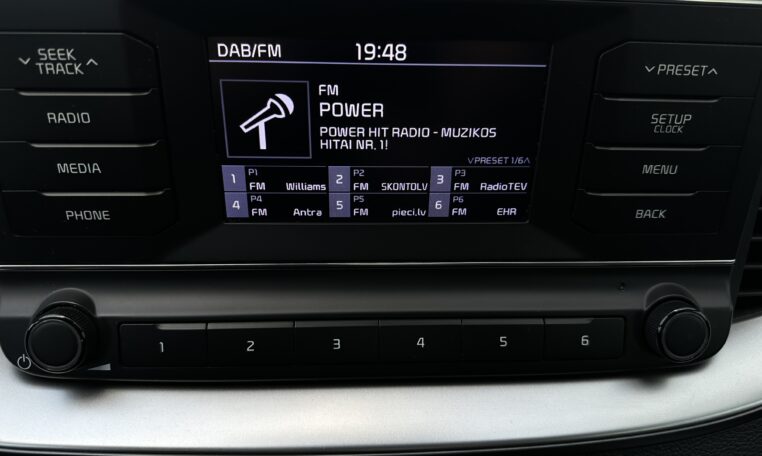 SEEK
TRACK
RADIO
MEDIA
PHONE
DAB/FM 19:48
FM
POWER
POWER HIT RADIO - MUZIKOS
HITAI NR. 1!
PRESET 1/6
1 P1 FM Williams
2 P2 FM SKONTOLV
3 P3 FM RadioTEV
4 P4 FM Antra
5 P5 FM pieci.lv
6 P6 FM EHR
PRESET
SETUP
CLOCK
MENU
BACK
1 2 3 4 5 6